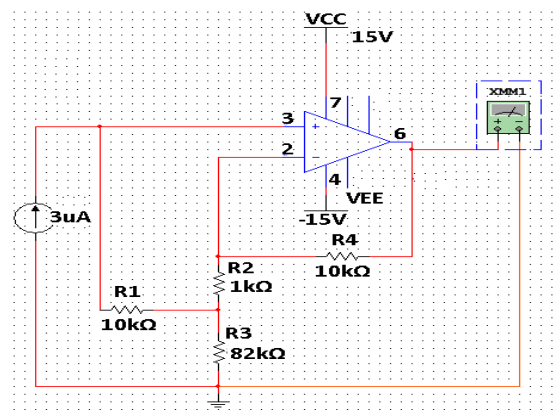 VCC
15V
XMM1
7
3
+
6
2
−
4
VEE
-15V
3uA
R4
10kΩ
R2
1kΩ
R1
10kΩ
R3
82kΩ
+ −